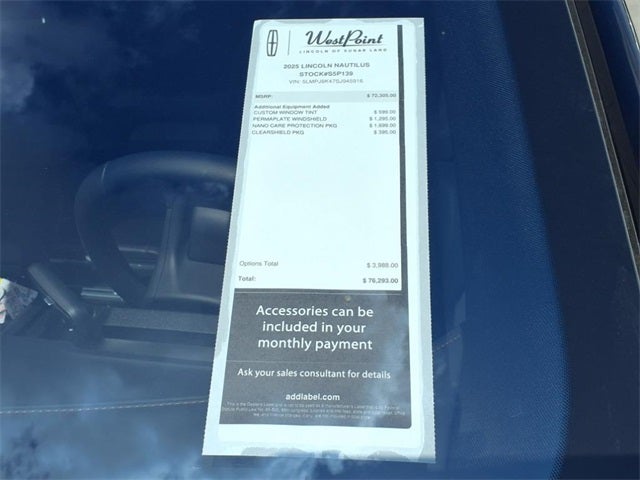 WestPoint
LINCOLN OF SUGAR LAND
2025 LINCOLN NAUTILUS
STOCK#S5P139
VIN:
MSRP: $ 72,305.00
Additional Equipment Added
CUSTOM WINDOW TINT $ 599.00
PERMAPLATE WINDSHIELD $ 1,295.00
NANO CARE PROTECTION PKG $ 1,699.00
CLEARSHIELD PKG $ 395.00
Options Total $ 3,988.00
Total: $ 76,293.00
Accessories can be
included in your
monthly payment
Ask your sales consultant for details
addlabel.com